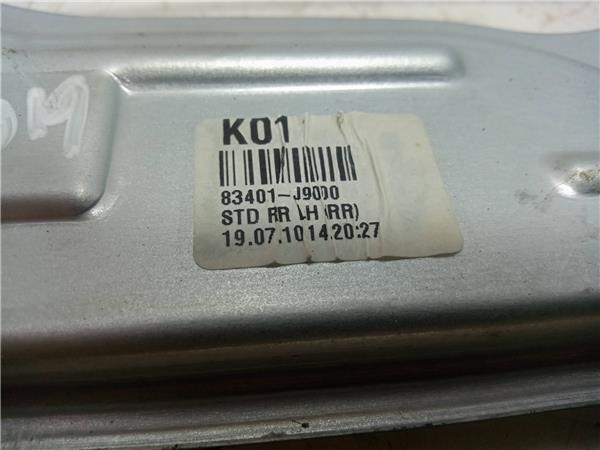 K01
83401-J9000
STD RR LH (RR)
19.07.10 14:20:27